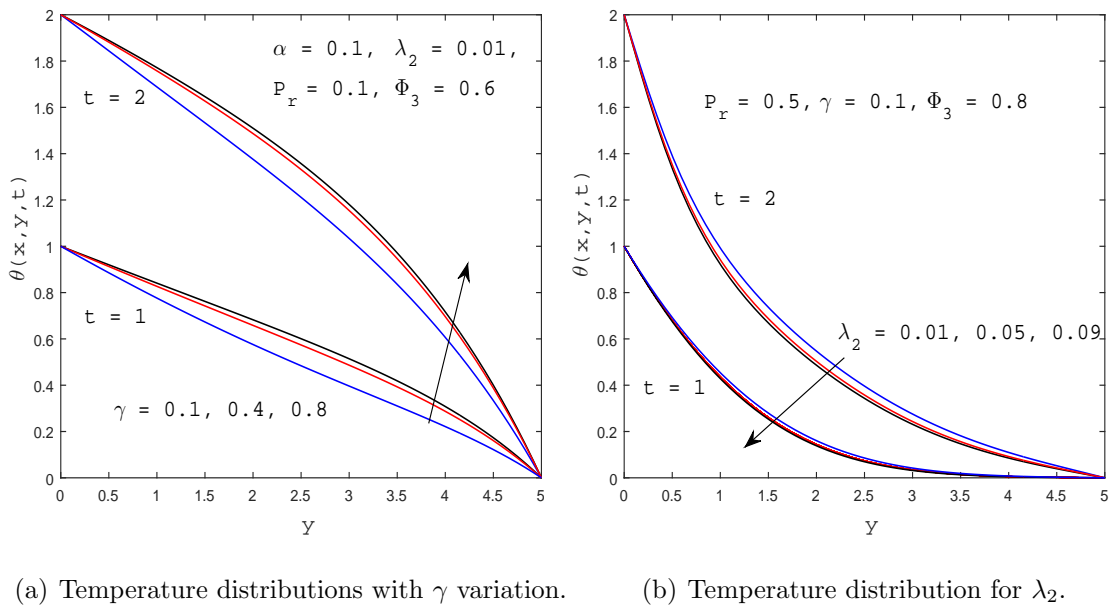 2
1.8
1.6
1.4
1.2
1
0.8
0.6
0.4
0.2
0
θ(x,y,t)
α = 0.1, λ₂ = 0.01,
P_r = 0.1, Φ₃ = 0.6
t = 2
t = 1
γ = 0.1, 0.4, 0.8
0 0.5 1 1.5 2 2.5 3 3.5 4 4.5 5
y
(a) Temperature distributions with γ variation.
2
1.8
1.6
1.4
1.2
1
0.8
0.6
0.4
0.2
0
θ(x,y,t)
P_r = 0.5, γ = 0.1, Φ₃ = 0.8
t = 2
λ₂ = 0.01, 0.05, 0.09
t = 1
0 0.5 1 1.5 2 2.5 3 3.5 4 4.5 5
y
(b) Temperature distribution for λ₂.